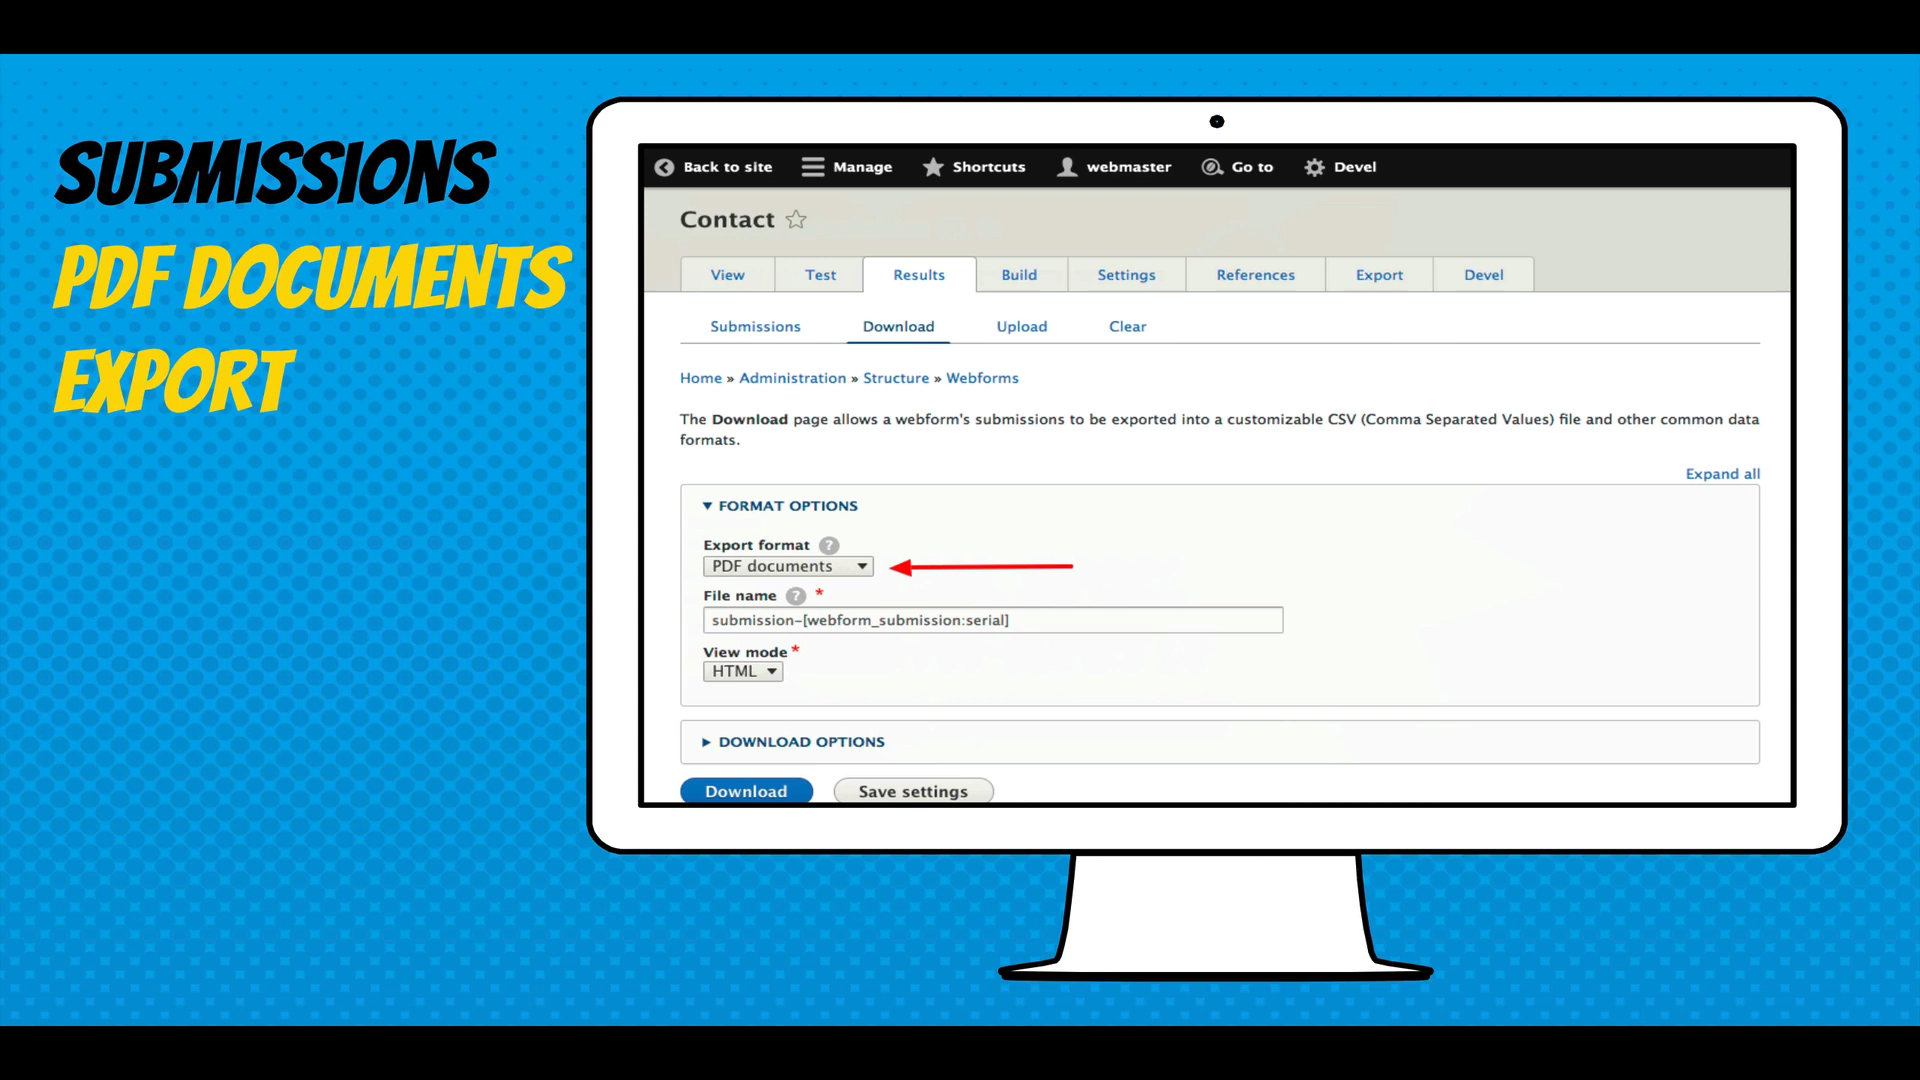 SUBMISSIONS
PDF DOCUMENTS
EXPORT
Back to site Manage Shortcuts webmaster Go to Devel
Contact
View Test Results Build Settings References Export Devel
Submissions Download Upload Clear
Home » Administration » Structure » Webforms
The Download page allows a webform's submissions to be exported into a customizable CSV (Comma Separated Values) file and other common data
formats.
Expand all
▼ FORMAT OPTIONS
Export format ?
PDF documents ▼
File name ? *
submission-[webform_submission:serial]
View mode *
HTML ▼
► DOWNLOAD OPTIONS
Download Save settings